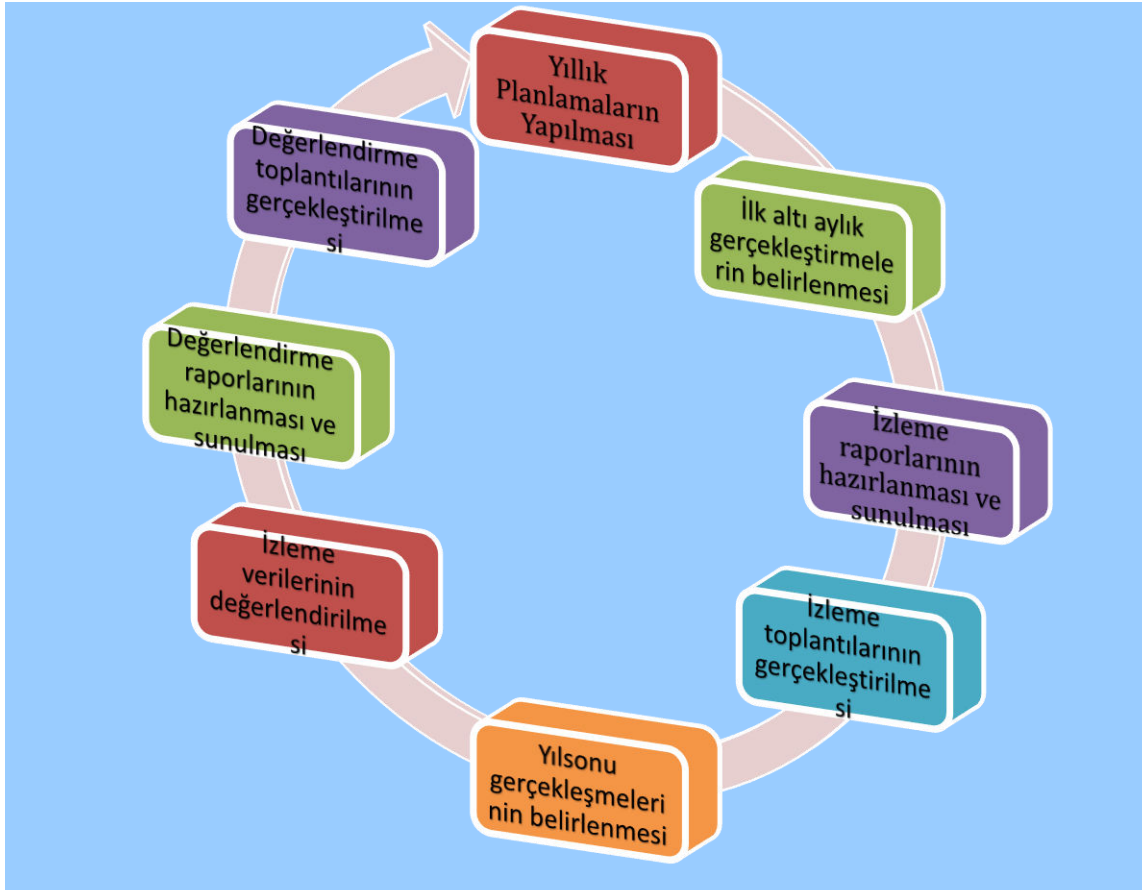 Yıllık
Planlamaların
Yapılması
İlk altı aylık
gerçekleştirmele
rin belirlenmesi
İzleme
raporlarının
hazırlanması ve
sunulması
İzleme
toplantılarının
gerçekleştirilme
si
Yılsonu
gerçekleşmeleri
nin belirlenmesi
İzleme
verilerinin
değerlendirilme
si
Değerlendirme
raporlarının
hazırlanması ve
sunulması
Değerlendirme
toplantılarının
gerçekleştirilme
si